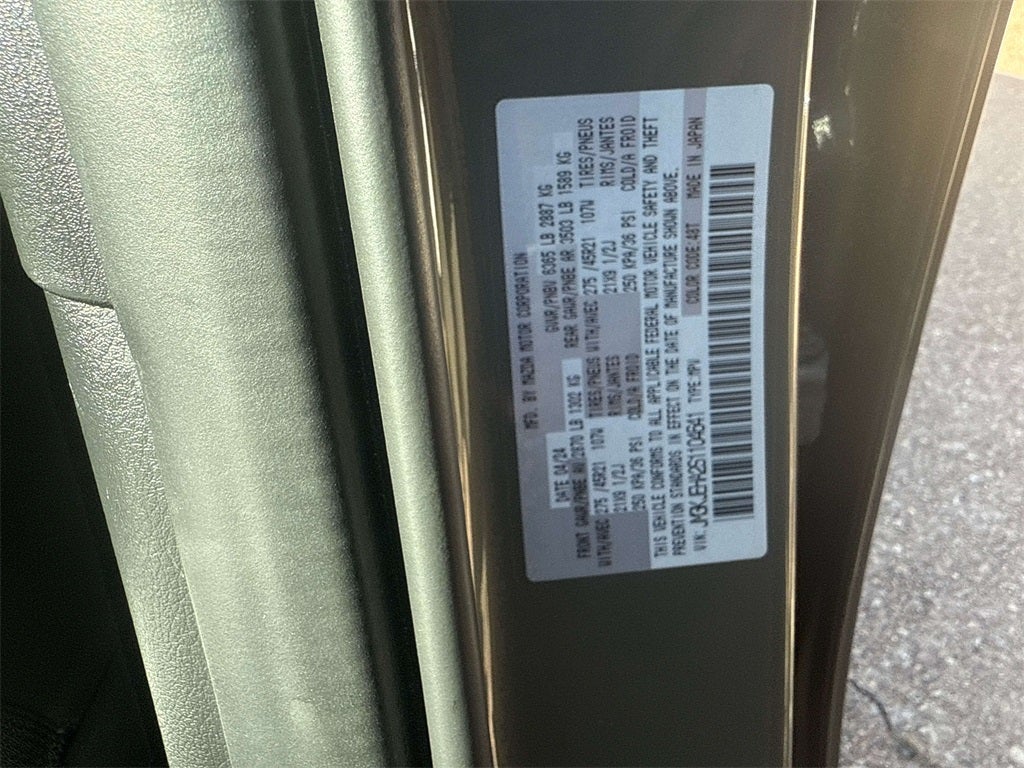 MFD. BY MAZDA MOTOR CORPORATION
DATE 04/24 GVWR/PNBV 6365 LB 2887 KG
FRONT GAWR/PNBE AV 2870 LB 1302 KG REAR GAWR/PNBE AR 3503 LB 1589 KG
WITH/AVEC 275 /45R21 107W TIRES/PNEUS WITH/AVEC 275 /45R21 107W TIRES/PNEUS
21X9 1/2J RIMS/JANTES 21X9 1/2J RIMS/JANTES
250 KPA/36 PSI COLD/A FROID 250 KPA/36 PSI COLD/A FROID
THIS VEHICLE CONFORMS TO ALL APPLICABLE FEDERAL MOTOR VEHICLE SAFETY AND THEFT
PREVENTION STANDARDS IN EFFECT ON THE DATE OF MANUFACTURE SHOWN ABOVE.
VIN: TYPE:MPV COLOR CODE:48T MADE IN JAPAN